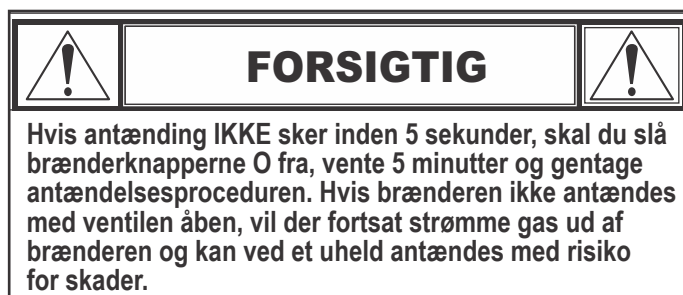 FORSIGTIG
Hvis antænding IKKE sker inden 5 sekunder, skal du slå
brænderknapperne O fra, vente 5 minutter og gentage
antændelsesproceduren. Hvis brænderen ikke antændes
med ventilen åben, vil der fortsat strømme gas ud af
brænderen og kan ved et uheld antændes med risiko
for skader.